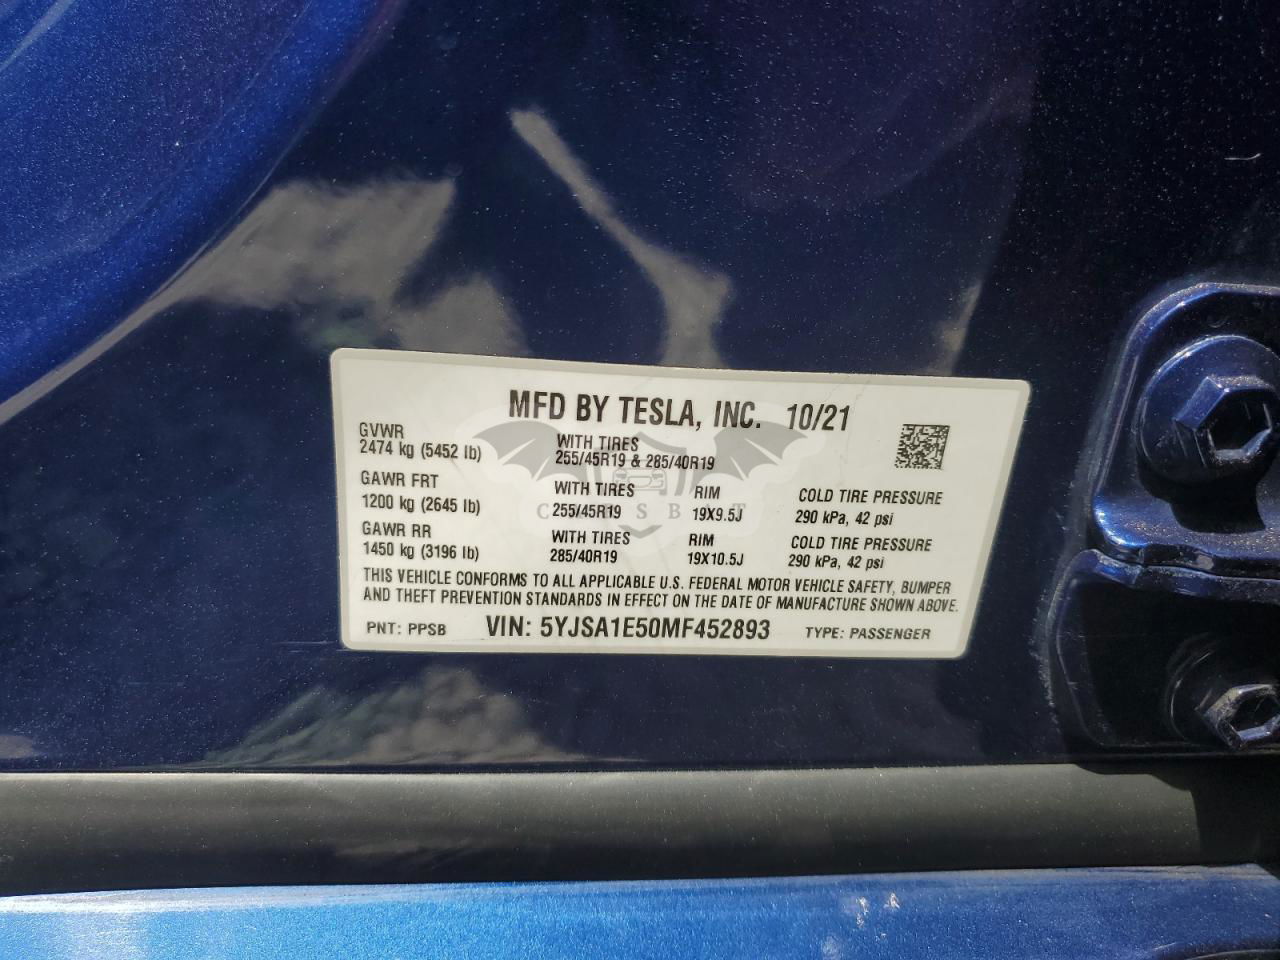 MFD BY TESLA, INC. 10/21
GVWR
2474 kg (5452 lb)
WITH TIRES
255/45R19 & 285/40R19
GAWR FRT
1200 kg (2645 lb)
WITH TIRES
255/45R19
RIM
19X9.5J
COLD TIRE PRESSURE
290 kPa, 42 psi
GAWR RR
1450 kg (3196 lb)
WITH TIRES
285/40R19
RIM
19X10.5J
COLD TIRE PRESSURE
290 kPa, 42 psi
THIS VEHICLE CONFORMS TO ALL APPLICABLE U.S. FEDERAL MOTOR VEHICLE SAFETY, BUMPER
AND THEFT PREVENTION STANDARDS IN EFFECT ON THE DATE OF MANUFACTURE SHOWN ABOVE.
PNT: PPSB VIN: 5YJSA1E50MF452893 TYPE: PASSENGER